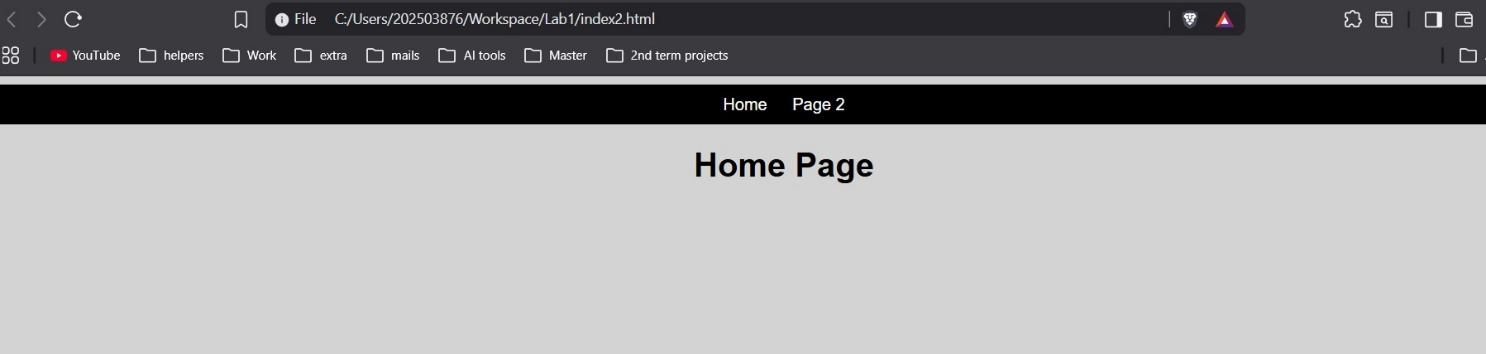 File C:/Users/202503876/Workspace/Lab1/index2.html
YouTube helpers Work extra mails AI tools Master 2nd term projects
Home Page 2
Home Page